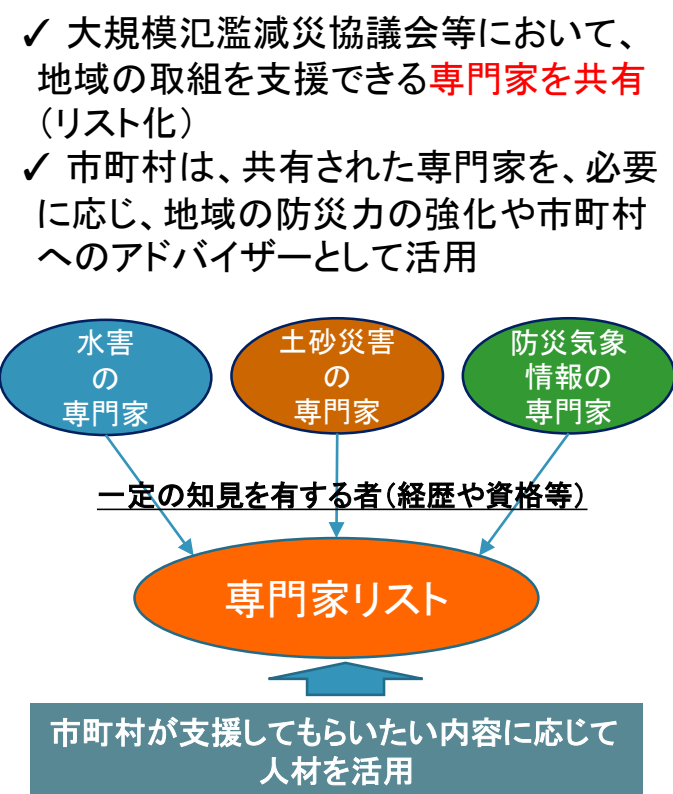 ✓ 大規模氾濫減災協議会等において、
地域の取組を支援できる専門家を共有
（リスト化）
✓ 市町村は、共有された専門家を、必要
に応じ、地域の防災力の強化や市町村
へのアドバイザーとして活用
水害
の
専門家
土砂災害
の
専門家
防災気象
情報の
専門家
一定の知見を有する者（経歴や資格等）
専門家リスト
市町村が支援してもらいたい内容に応じて
人材を活用